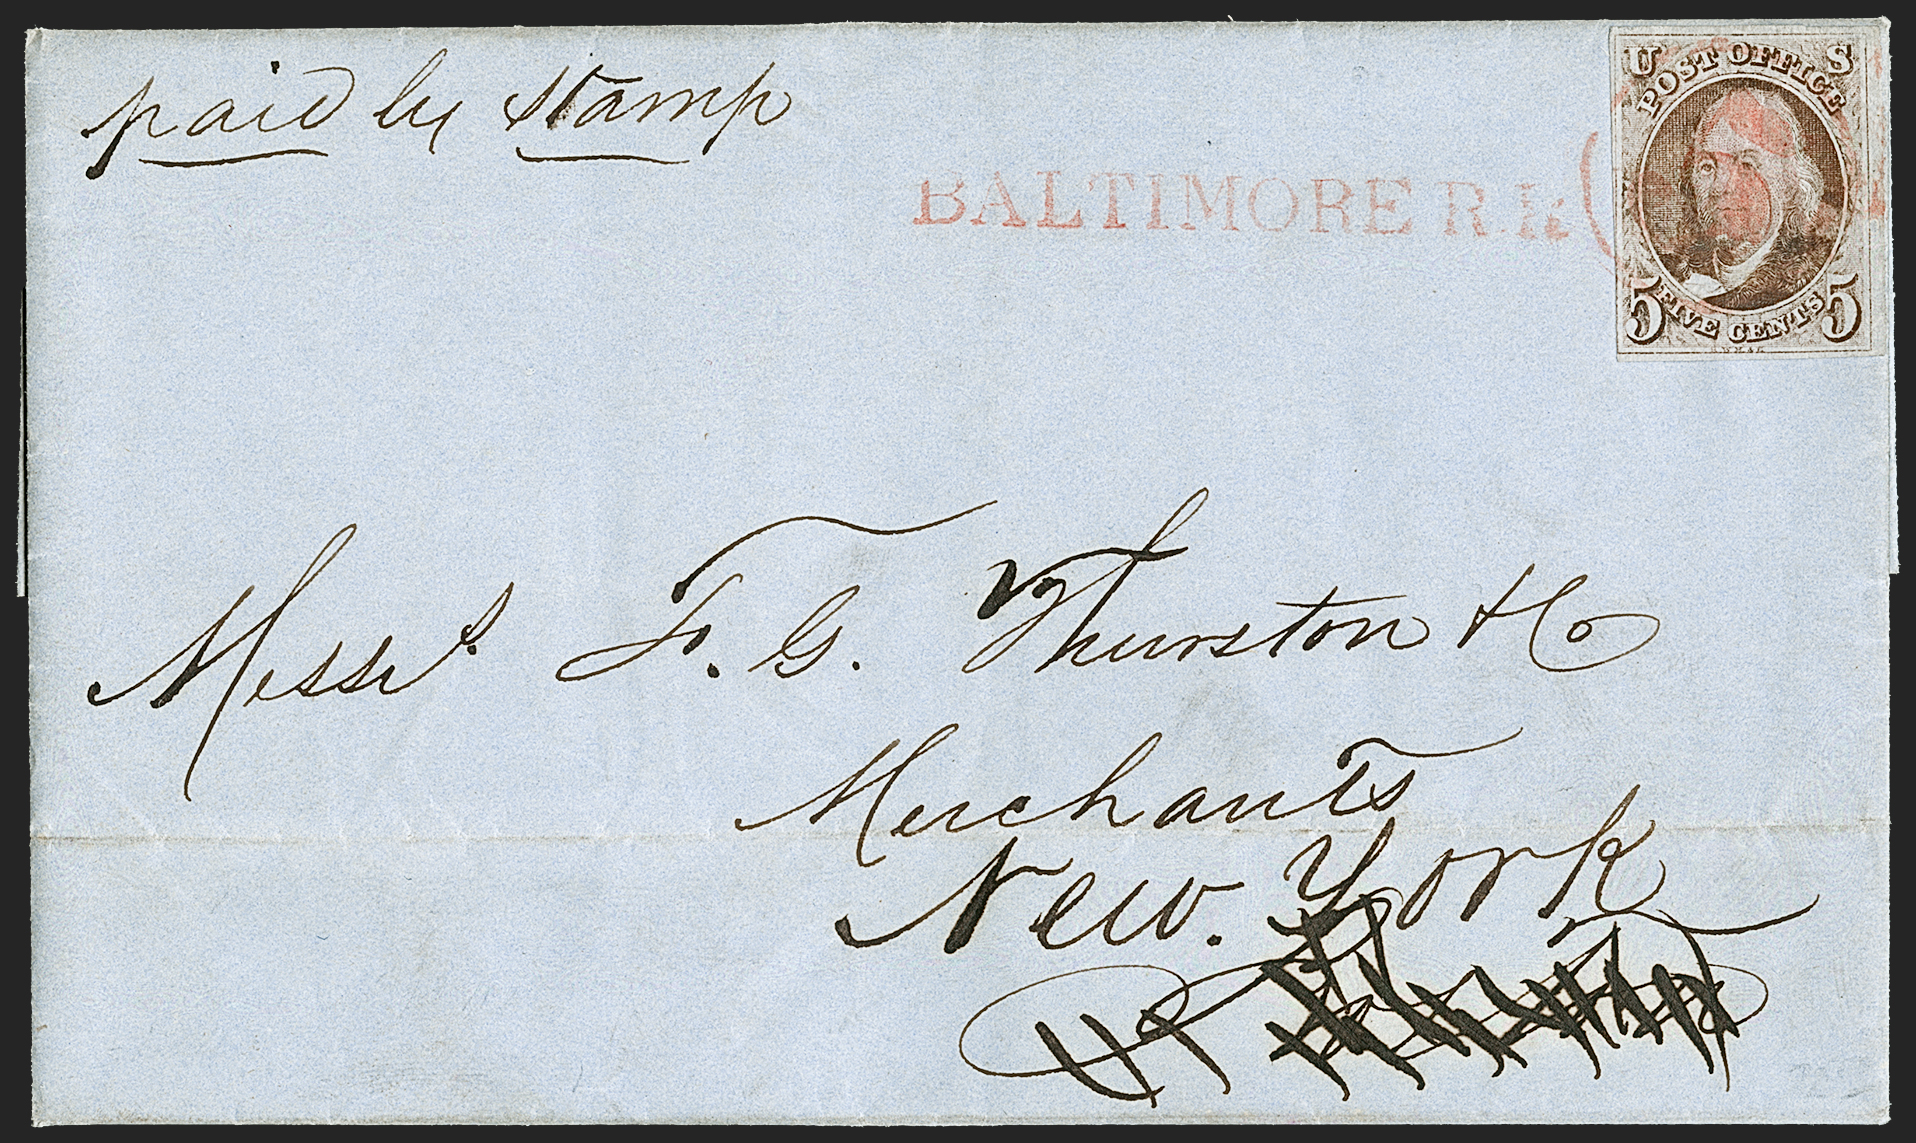 paid by stamp
BALTIMORE R.R
U S
POST OFFICE
5 FIVE CENTS 5
Messrs. F. G. Thurston & Co
Merchants
New. York